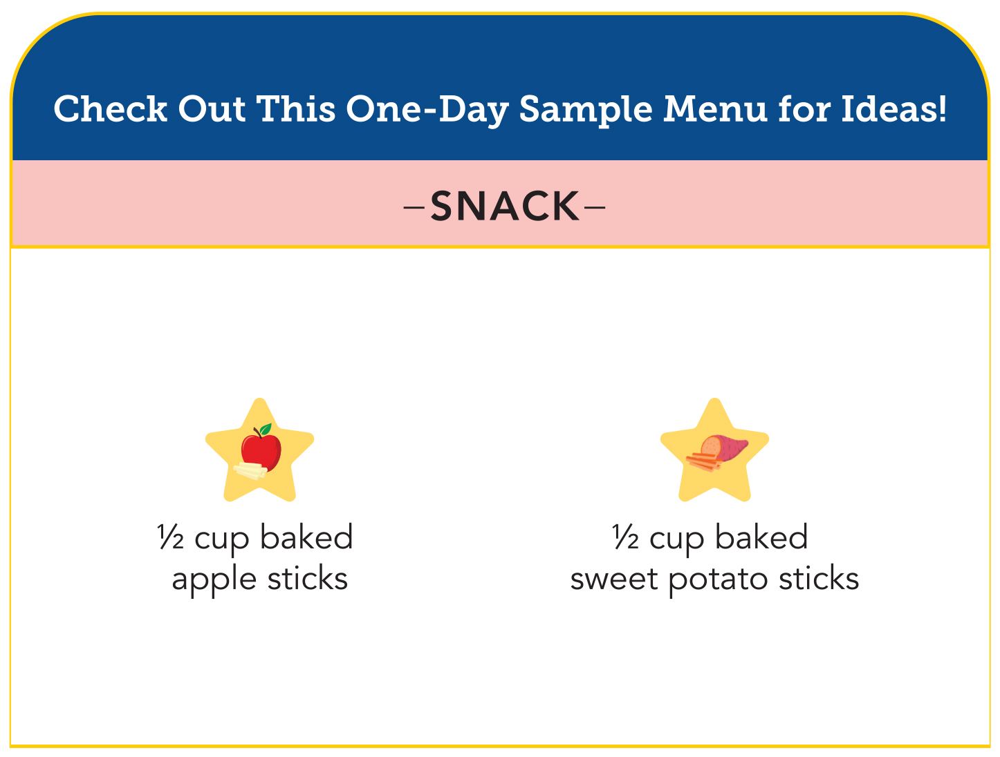 Check Out This One-Day Sample Menu for Ideas!
–SNACK–
½ cup baked
apple sticks
½ cup baked
sweet potato sticks